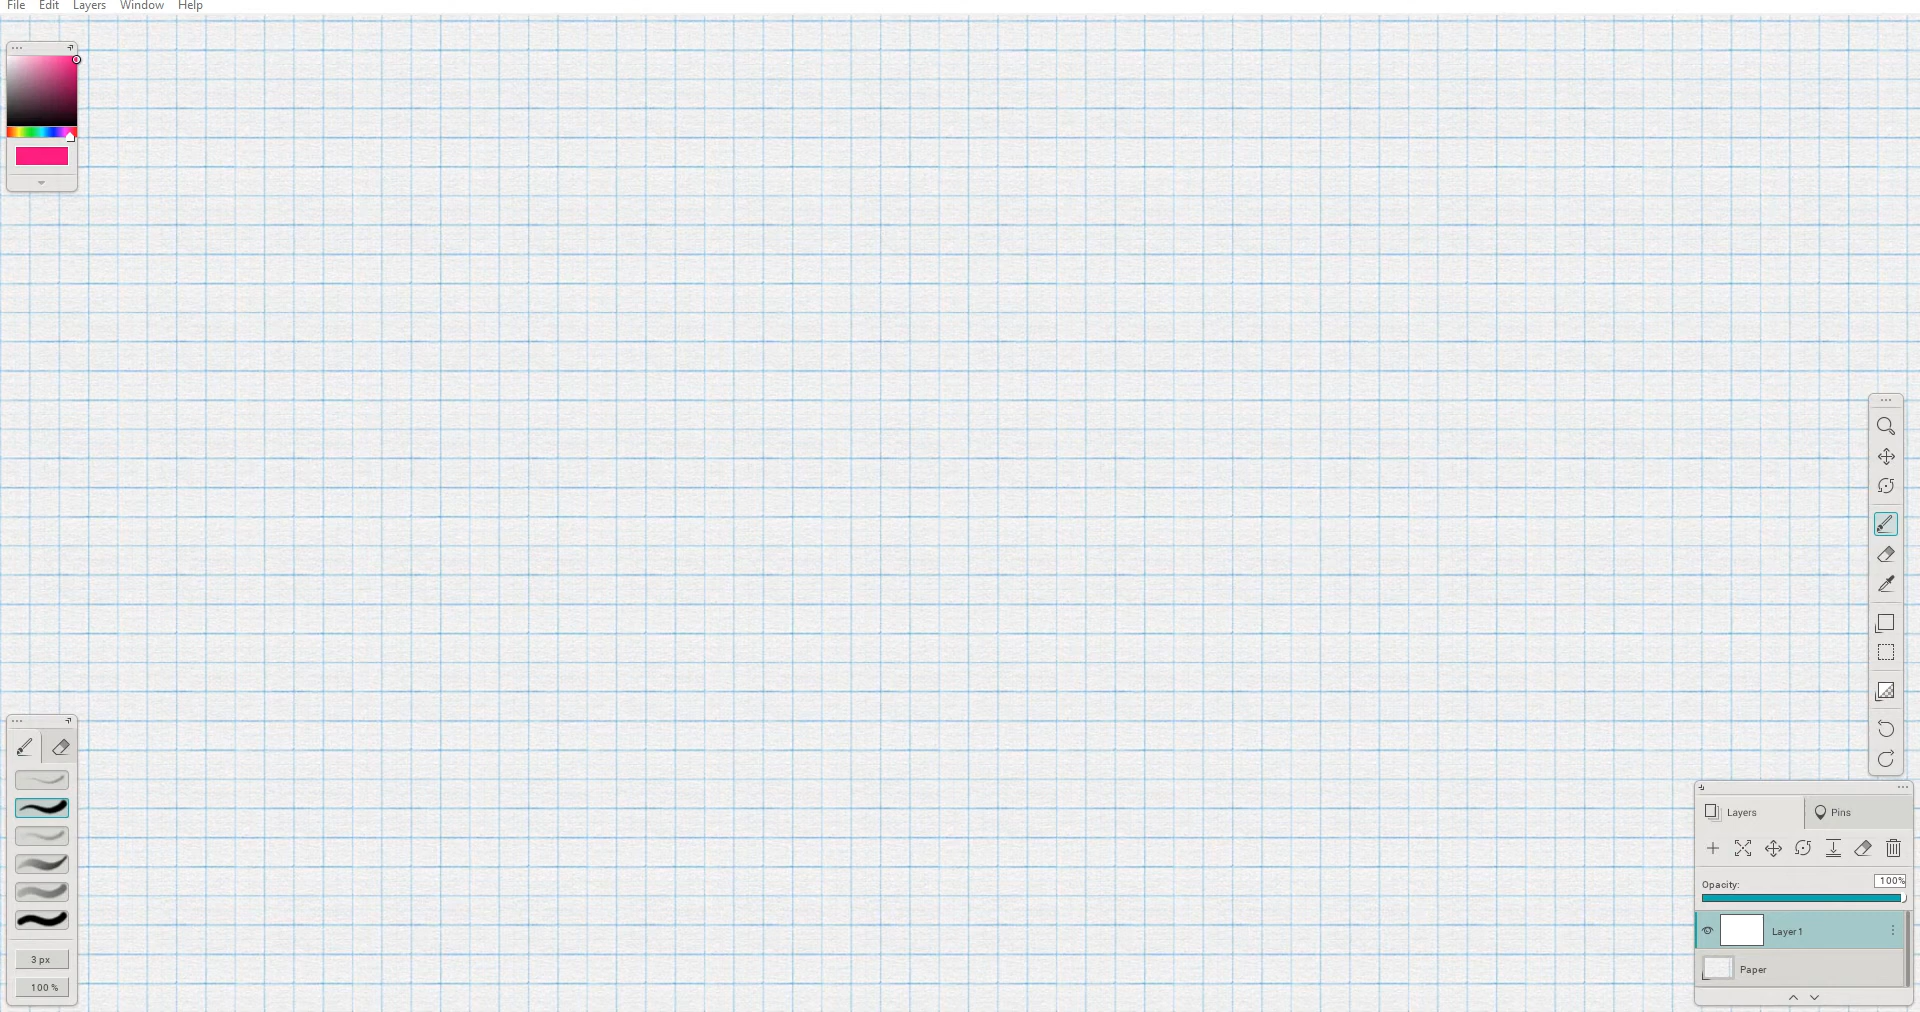 File Edit Layers Window Help
3 px
100 %
Layers Pins
Opacity: 100%
Layer 1
Paper